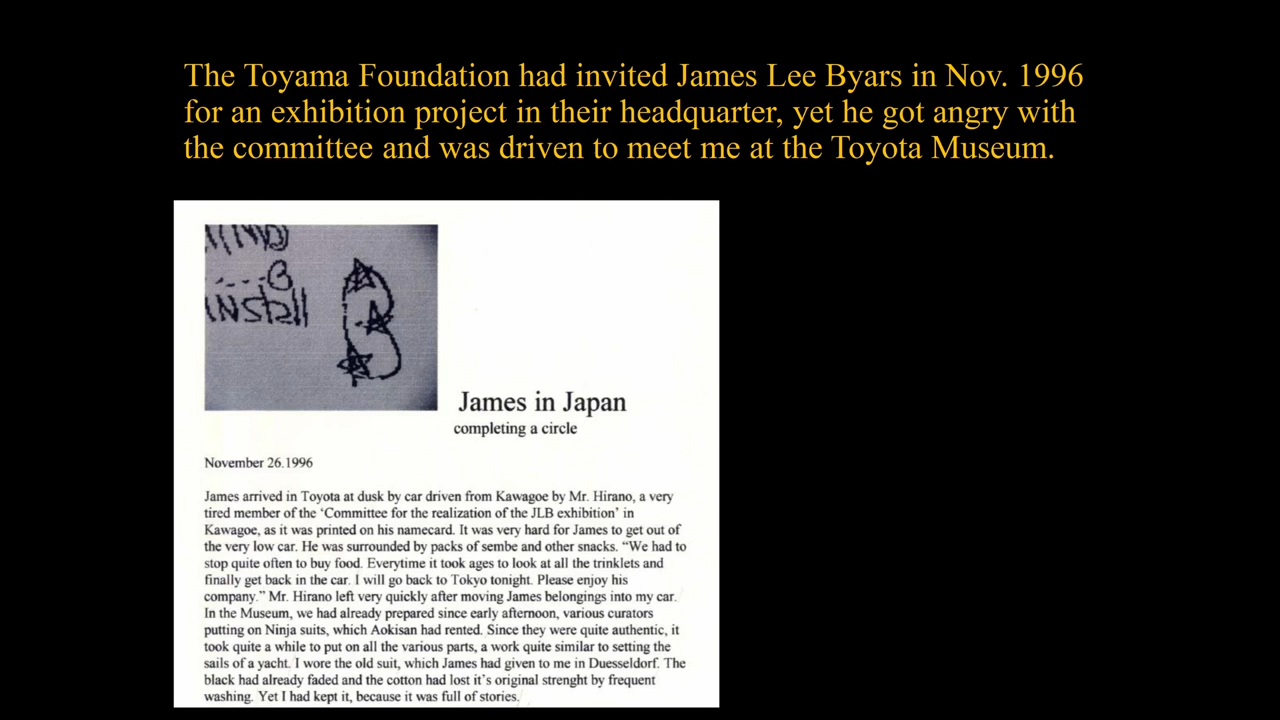 The Toyama Foundation had invited James Lee Byars in Nov. 1996
for an exhibition project in their headquarter, yet he got angry with
the committee and was driven to meet me at the Toyota Museum.
install
James in Japan
completing a circle
November 26.1996
James arrived in Toyota at dusk by car driven from Kawagoe by Mr. Hirano, a very
tired member of the ‘Committee for the realization of the JLB exhibition’ in
Kawagoe, as it was printed on his namecard. It was very hard for James to get out of
the very low car. He was surrounded by packs of sembe and other snacks. “We had to
stop quite often to buy food. Everytime it took ages to look at all the trinklets and
finally get back in the car. I will go back to Tokyo tonight. Please enjoy his
company.” Mr. Hirano left very quickly after moving James belongings into my car.
In the Museum, we had already prepared since early afternoon, various curators
putting on Ninja suits, which Aokisan had rented. Since they were quite authentic, it
took quite a while to put on all the various parts, a work quite similar to setting the
sails of a yacht. I wore the old suit, which James had given to me in Duesseldorf. The
black had already faded and the cotton had lost it’s original strenght by frequent
washing. Yet I had kept it, because it was full of stories.